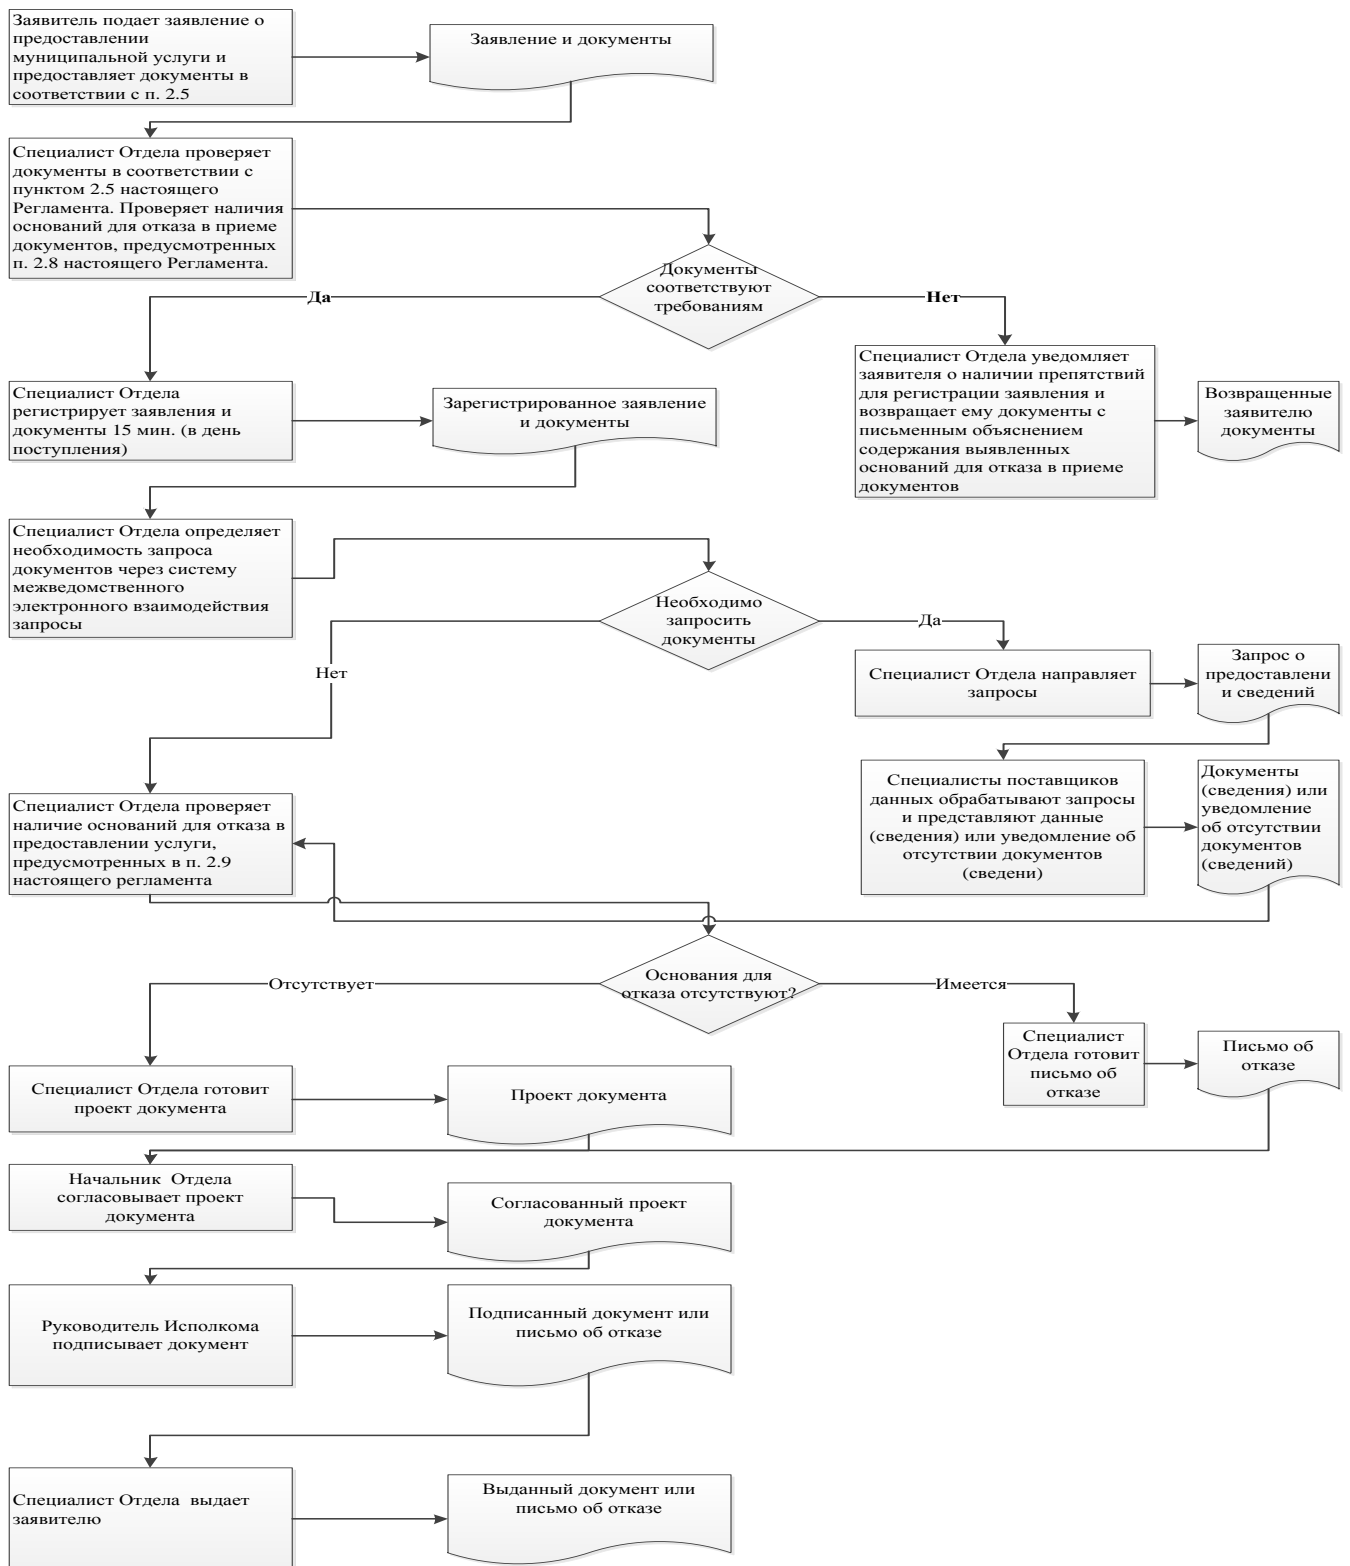 Заявитель подает заявление о
предоставлении
муниципальной услуги и
предоставляет документы в
соответствии с п. 2.5
Заявление и документы
Специалист Отдела проверяет
документы в соответствии с
пунктом 2.5 настоящего
Регламента. Проверяет наличия
оснований для отказа в приеме
документов, предусмотренных
п. 2.8 настоящего Регламента.
Документы
соответствуют
требованиям
Да
Нет
Специалист Отдела
регистрирует заявления и
документы 15 мин. (в день
поступления)
Зарегистрированное заявление
и документы
Специалист Отдела уведомляет
заявителя о наличии препятствий
для регистрации заявления и
возвращает ему документы с
письменным объяснением
содержания выявленных
оснований для отказа в приеме
документов
Возвращенные
заявителю
документы
Специалист Отдела определяет
необходимость запроса
документов через систему
межведомственного
электронного взаимодействия
запросы
Необходимо
запросить
документы
Да
Нет
Специалист Отдела направляет
запросы
Запрос о
предоставлени
и сведений
Специалисты поставщиков
данных обрабатывают запросы
и представляют данные
(сведения) или уведомление об
отсутствии документов
(сведени)
Документы
(сведения) или
уведомление
об отсутствии
документов
(сведений)
Специалист Отдела проверяет
наличие оснований для отказа в
предоставлении услуги,
предусмотренных в п. 2.9
настоящего регламента
Основания для
отказа отсутствуют?
Отсутствует
Имеется
Специалист
Отдела готовит
письмо об
отказе
Письмо об
отказе
Специалист Отдела готовит
проект документа
Проект документа
Начальник  Отдела
согласовывает проект
документа
Согласованный проект
документа
Руководитель Исполкома
подписывает документ
Подписанный документ или
письмо об отказе
Специалист Отдела  выдает
заявителю
Выданный документ или
письмо об отказе